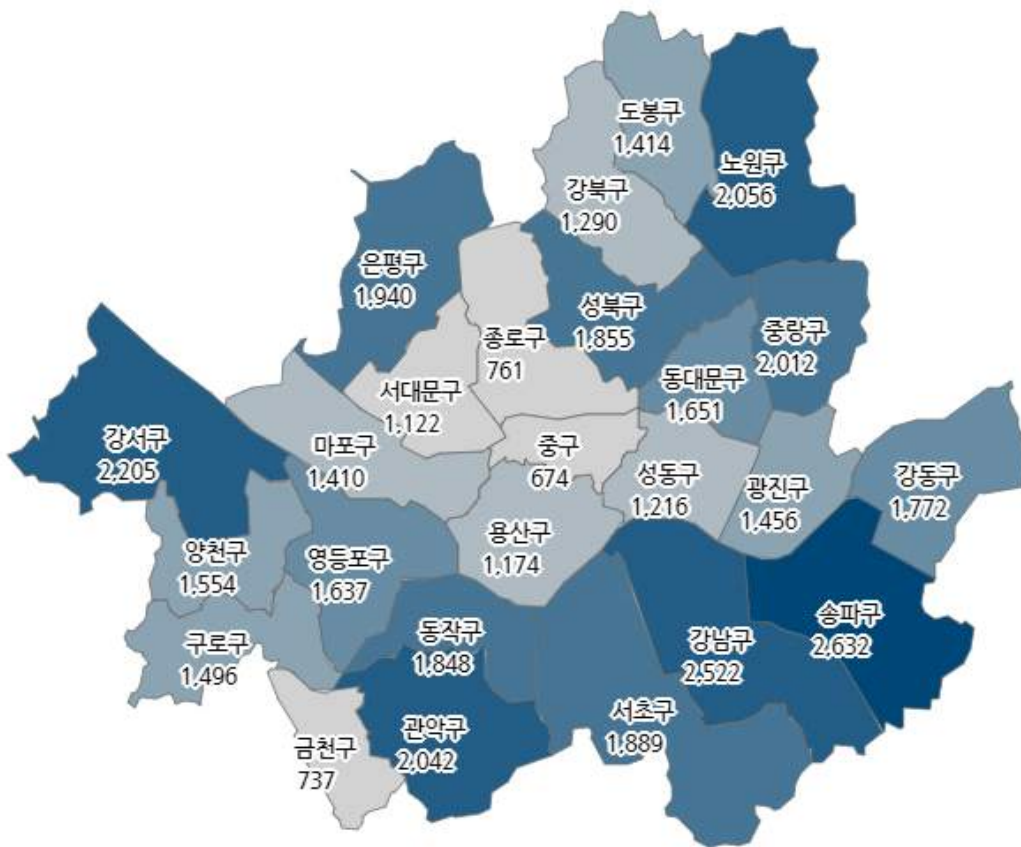 도봉구
1,414
노원구
2,056
강북구
1,290
은평구
1,940
성북구
1,855
중랑구
2,012
종로구
761
동대문구
1,651
서대문구
1,122
강서구
2,205
마포구
1,410
중구
674
성동구
1,216
광진구
1,456
강동구
1,772
용산구
1,174
양천구
1,554
영등포구
1,637
구로구
1,496
동작구
1,848
강남구
2,522
송파구
2,632
서초구
1,889
관악구
2,042
금천구
737